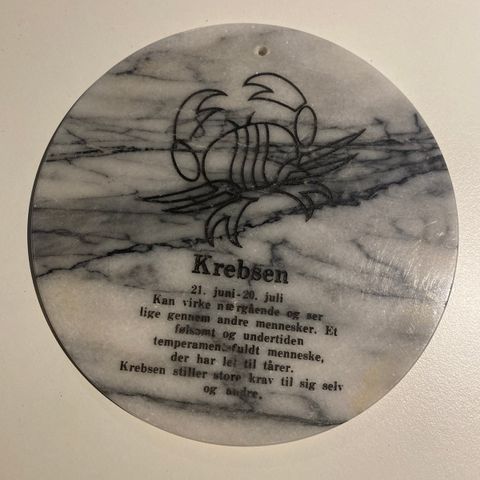 Krebsen
21. juni - 20. juli
Kan virke nærgående og ser
lige gennem andre mennesker. Et
følsomt og undertiden
temperamentsfuldt menneske,
der har let til tårer.
Krebsen stiller store krav til sig selv
og andre.